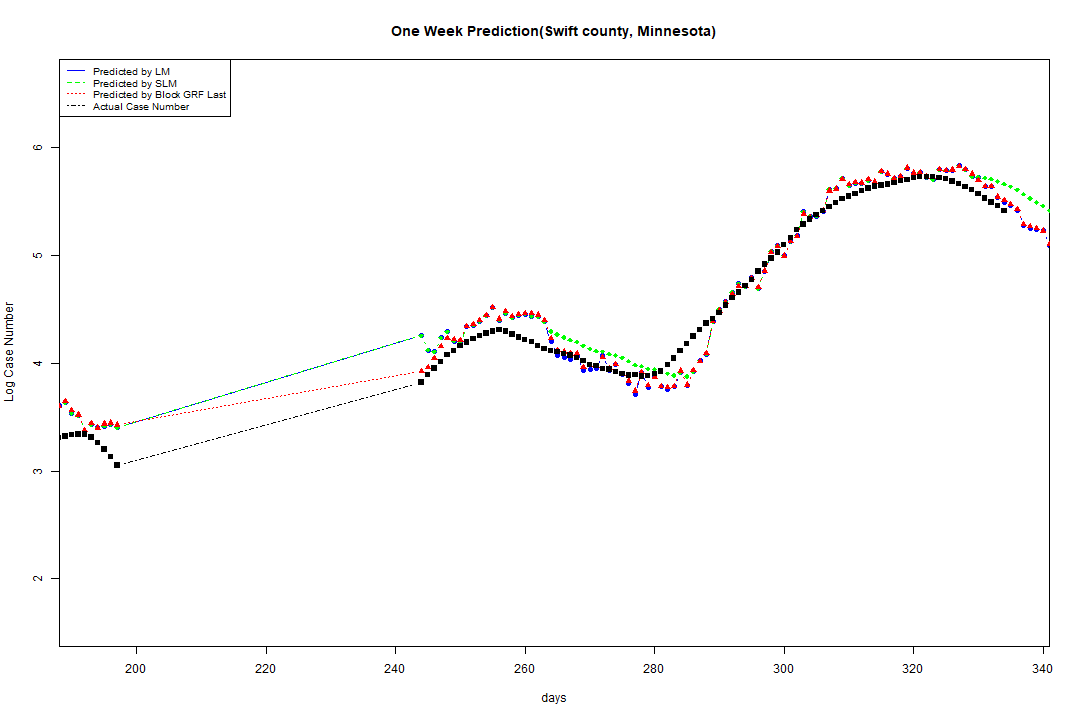 One Week Prediction(Swift county, Minnesota)
Predicted by LM
Predicted by SLM
Predicted by Block GRF Last
Actual Case Number
6
5
4
3
2
Log Case Number
200 220 240 260 280 300 320 340
days